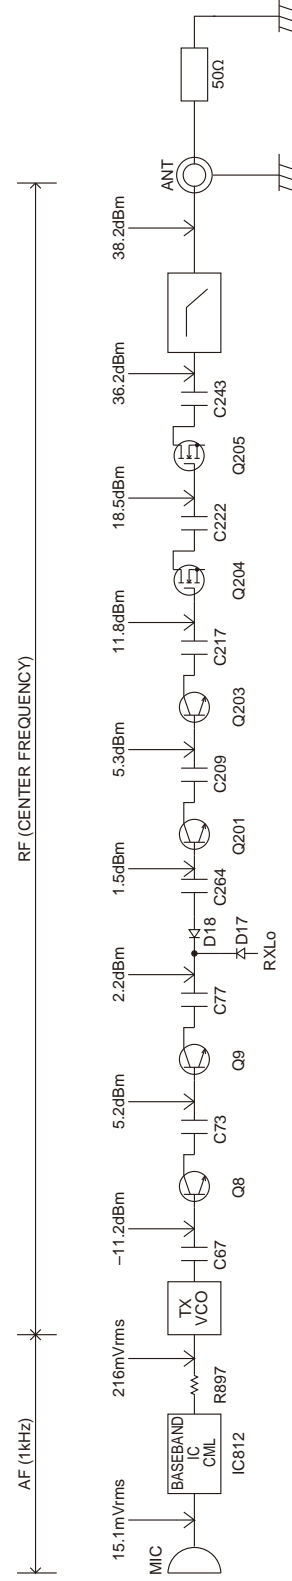 AF (1kHz)
RF (CENTER FREQUENCY)
15.1mVrms
216mVrms
–11.2dBm
5.2dBm
2.2dBm
1.5dBm
5.3dBm
11.8dBm
18.5dBm
36.2dBm
38.2dBm
MIC
BASEBAND
IC
CML
IC812
R897
TX
VCO
C67
Q8
C73
Q9
C77
D18
D17
RXLo
C264
Q201
C209
Q203
C217
Q204
C222
Q205
C243
ANT
50Ω